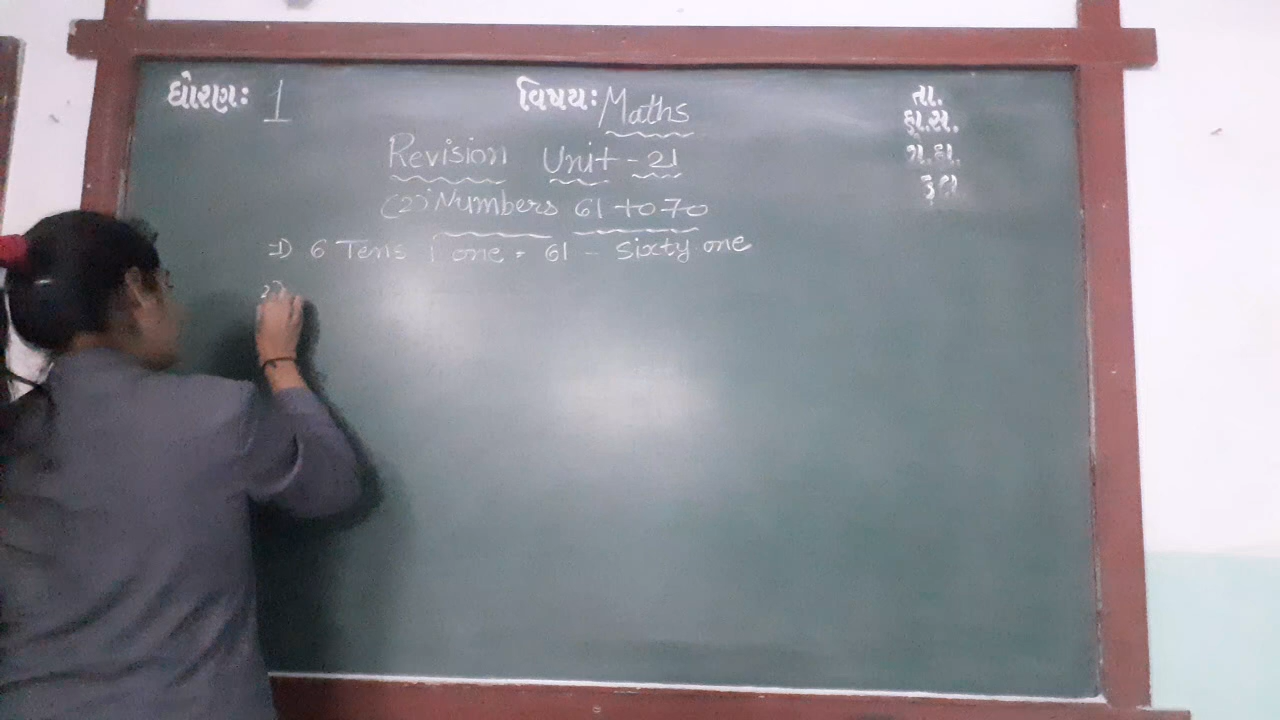 ધોરણઃ 1 વિષયઃ Maths
તા.
હા.સ.
ગ.હા.
કુલ
Revision Unit - 21
(2) Numbers 61 to 70
⇒ 6 Tens 1 one = 61 - Sixty one
2)